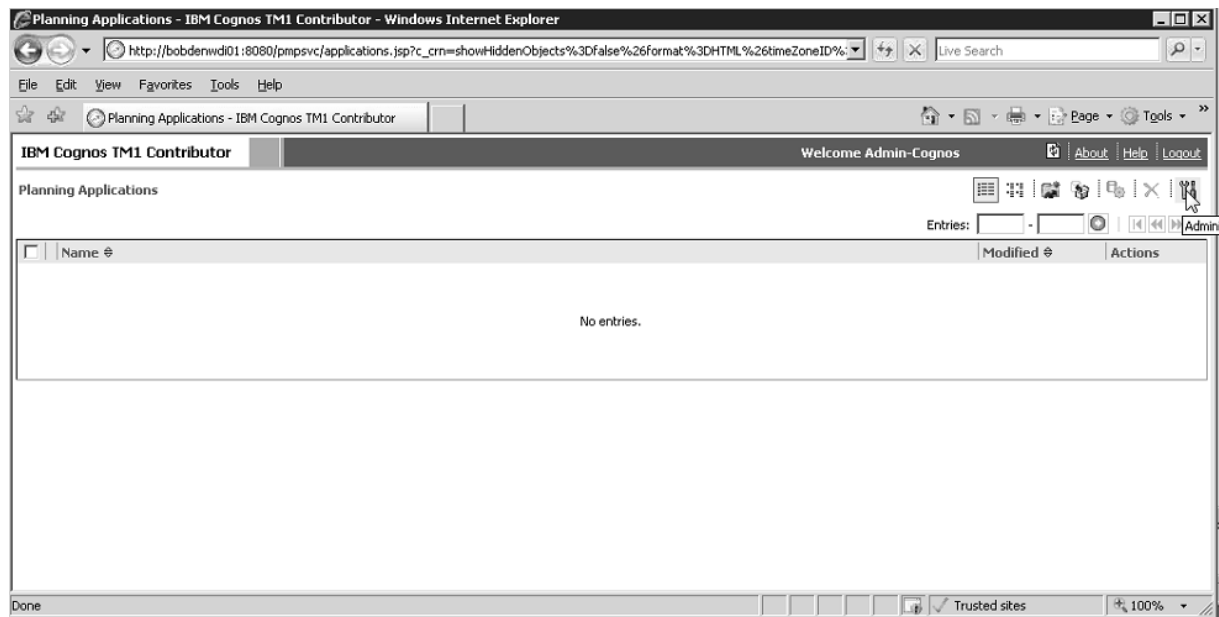 Planning Applications - IBM Cognos TM1 Contributor - Windows Internet Explorer
http://bobdenwdi01:8080/pmpsvc/applications.jsp?c_crn=showHiddenObjects%3Dfalse%26format%3DHTML%26timeZoneID%
Live Search
File Edit View Favorites Tools Help
Planning Applications - IBM Cognos TM1 Contributor
Page Tools »
IBM Cognos TM1 Contributor
Welcome Admin-Cognos
About Help Logout
Planning Applications
Entries: -
Admin
Name Modified Actions
No entries.
Done
Trusted sites
100%